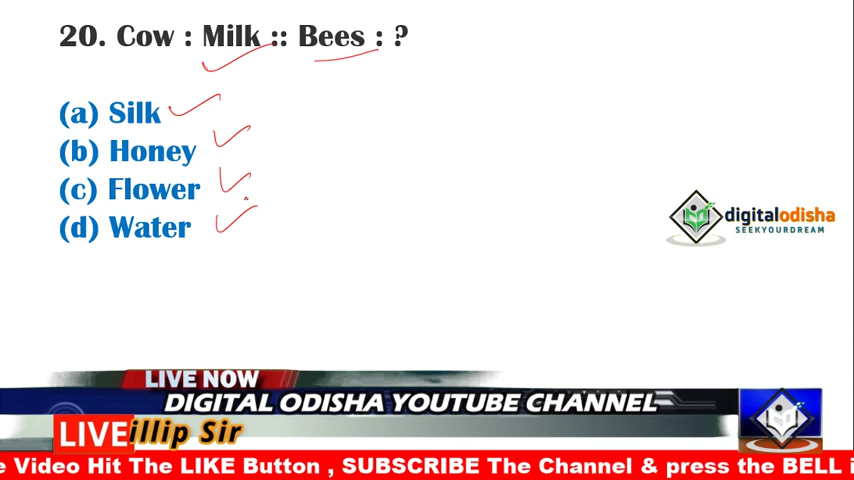 20. Cow : Milk :: Bees : ?
(a) Silk
(b) Honey
(c) Flower
(d) Water
digitalodisha
SEEKYOURDREAM
LIVE NOW
DIGITAL ODISHA YOUTUBE CHANNEL
LIVE illip Sir
e Video Hit The LIKE Button , SUBSCRIBE The Channel & press the BELL i